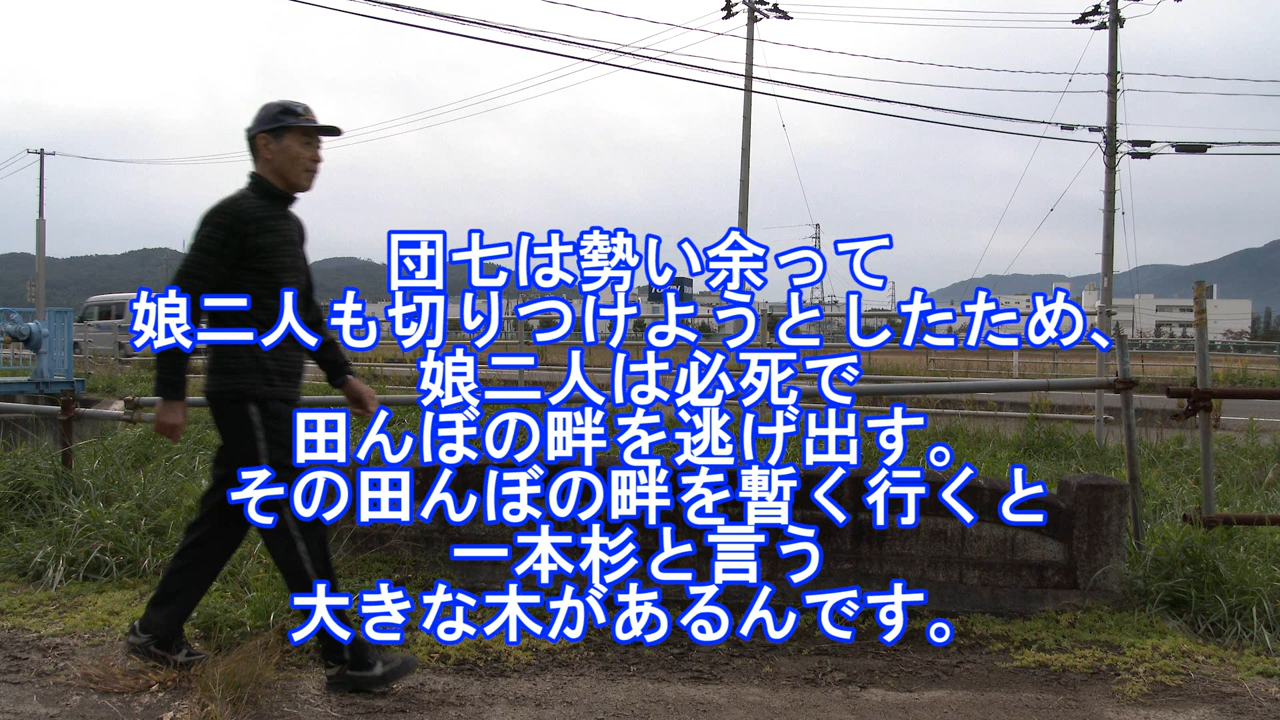 団七は勢い余って
娘二人も切りつけようとしたため、
娘二人は必死で
田んぼの畔を逃げ出す。
その田んぼの畔を暫く行くと
一本杉と言う
大きな木があるんです。